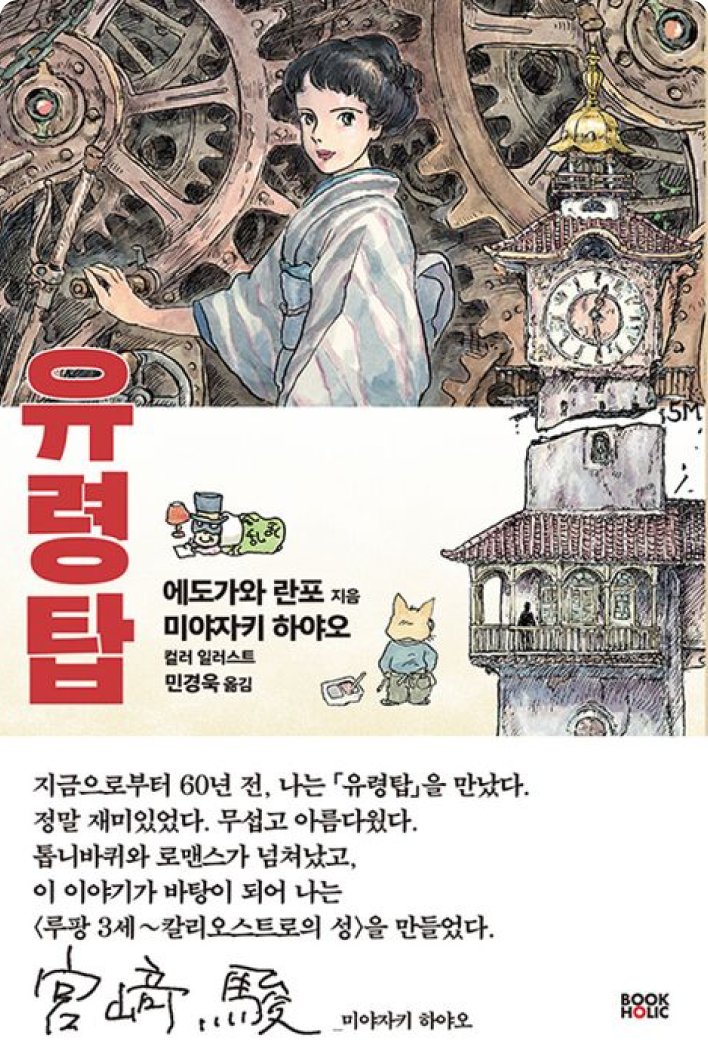 유령탑
5M
에도가와 란포 지음
미야자키 하야오
컬러 일러스트
민경욱 옮김
지금으로부터 60년 전, 나는 「유령탑」을 만났다.
정말 재미있었다. 무섭고 아름다웠다.
톱니바퀴와 로맨스가 넘쳐났고,
이 이야기가 바탕이 되어 나는
〈루팡 3세~칼리오스트로의 성〉을 만들었다.
宮﨑 駿
_미야자키 하야오
BOOK
HOLIC